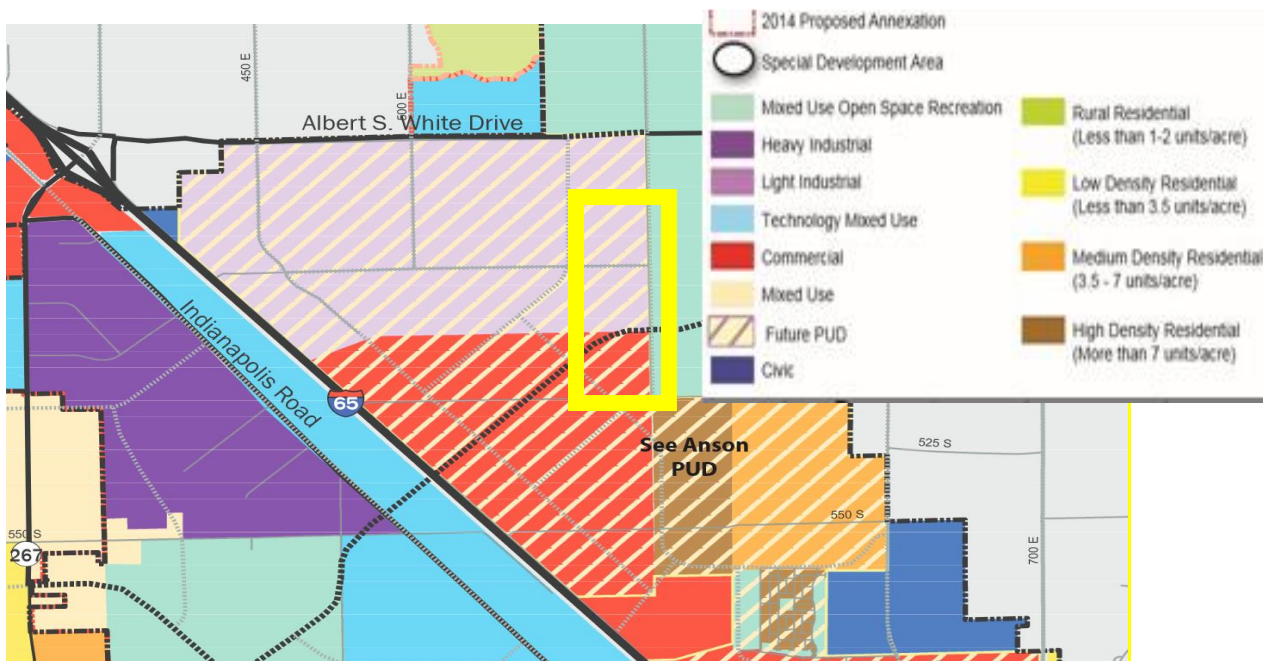 450 E
500 E
Albert S. White Drive
Indianapolis Road
65
See Anson
PUD
525 S
550 S
550 S
267
700 E
2014 Proposed Annexation
Special Development Area
Mixed Use Open Space Recreation
Heavy Industrial
Light Industrial
Technology Mixed Use
Commercial
Mixed Use
Future PUD
Civic
Rural Residential
(Less than 1-2 units/acre)
Low Density Residential
(Less than 3.5 units/acre)
Medium Density Residential
(3.5 - 7 units/acre)
High Density Residential
(More than 7 units/acre)